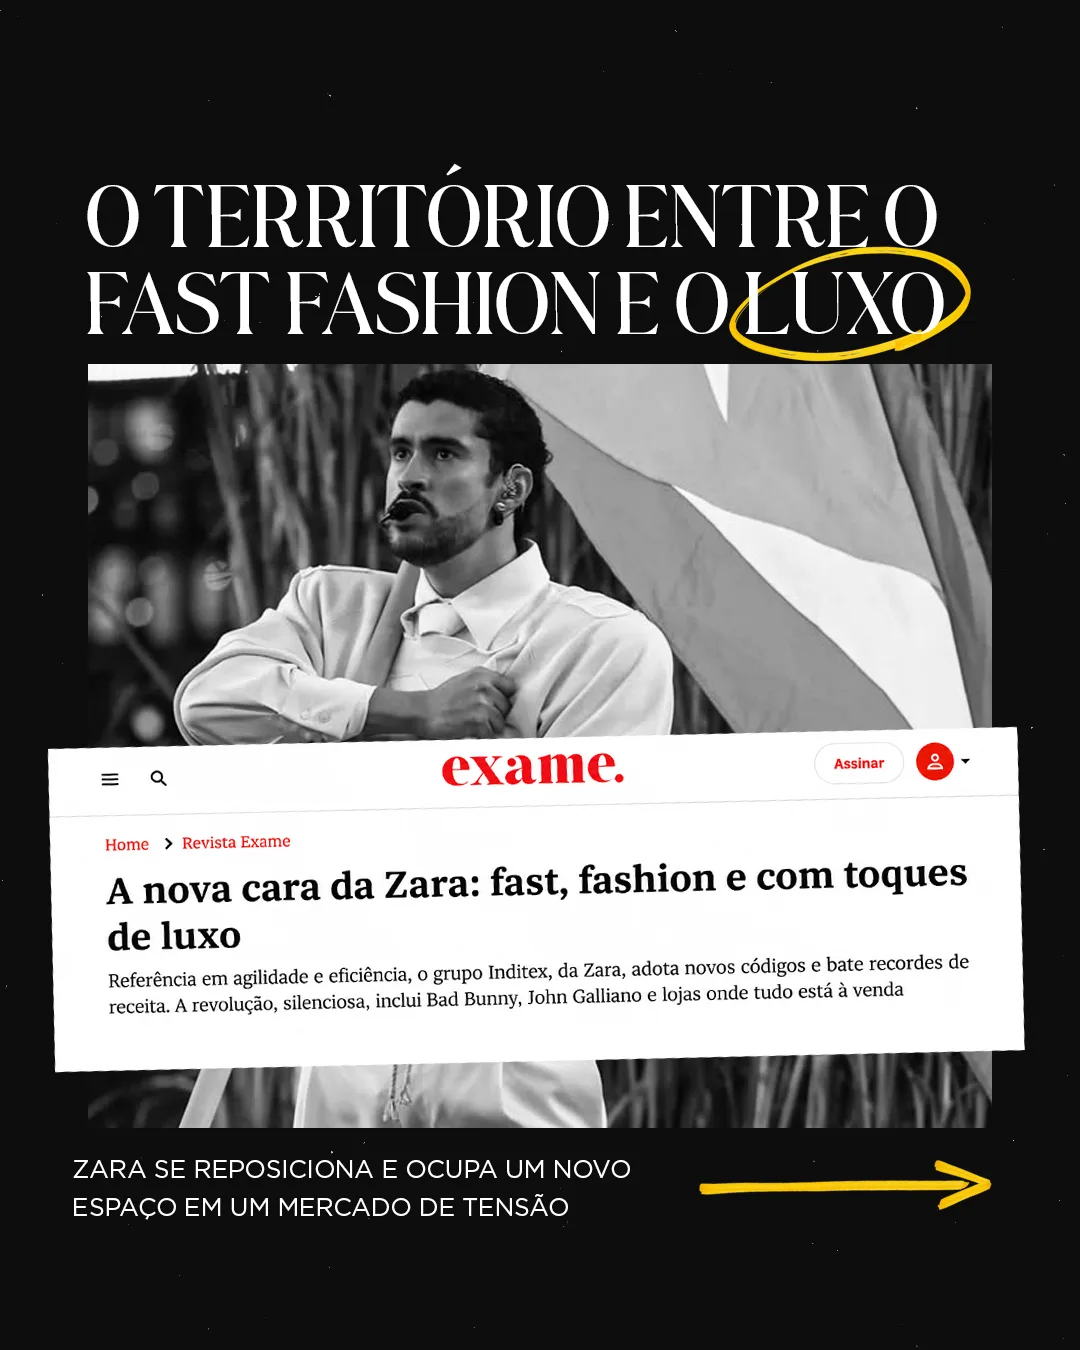 O TERRITÓRIO ENTRE O
FAST FASHION E O LUXO
exame.
Assinar
Home > Revista Exame
A nova cara da Zara: fast, fashion e com toques
de luxo
Referência em agilidade e eficiência, o grupo Inditex, da Zara, adota novos códigos e bate recordes de
receita. A revolução, silenciosa, inclui Bad Bunny, John Galliano e lojas onde tudo está à venda
ZARA SE REPOSICIONA E OCUPA UM NOVO
ESPAÇO EM UM MERCADO DE TENSÃO